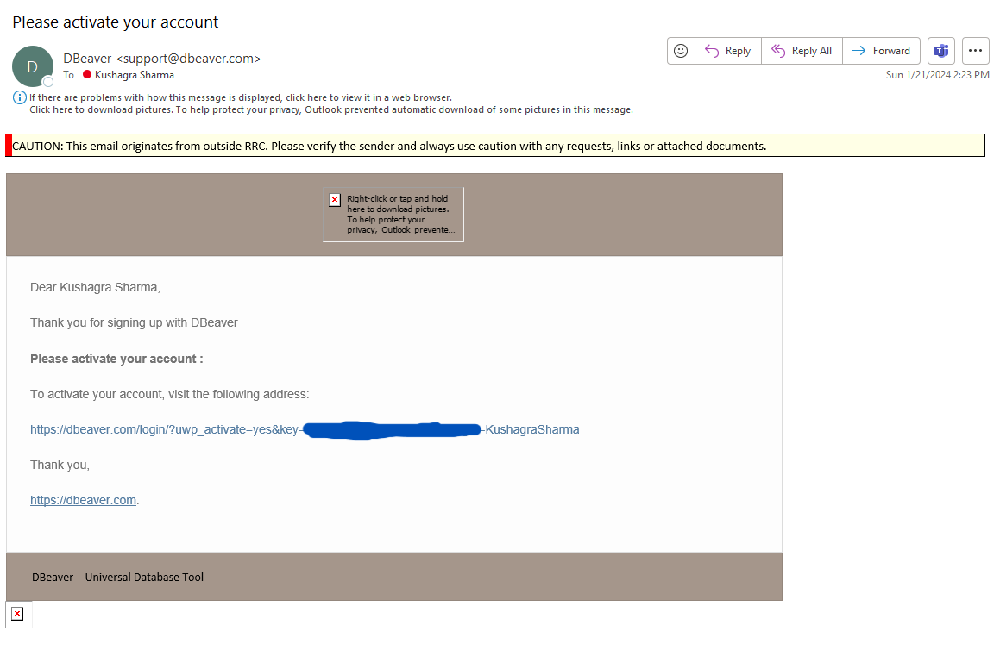 Please activate your account
D
DBeaver <support@dbeaver.com>
To Kushagra Sharma
Reply
Reply All
Forward
Sun 1/21/2024 2:23 PM
If there are problems with how this message is displayed, click here to view it in a web browser.
Click here to download pictures. To help protect your privacy, Outlook prevented automatic download of some pictures in this message.
CAUTION: This email originates from outside RRC. Please verify the sender and always use caution with any requests, links or attached documents.
Right-click or tap and hold
here to download pictures.
To help protect your
privacy, Outlook prevente...
Dear Kushagra Sharma,
Thank you for signing up with DBeaver
Please activate your account :
To activate your account, visit the following address:
https://dbeaver.com/login/?uwp_activate=yes&key= =KushagraSharma
Thank you,
https://dbeaver.com.
DBeaver – Universal Database Tool